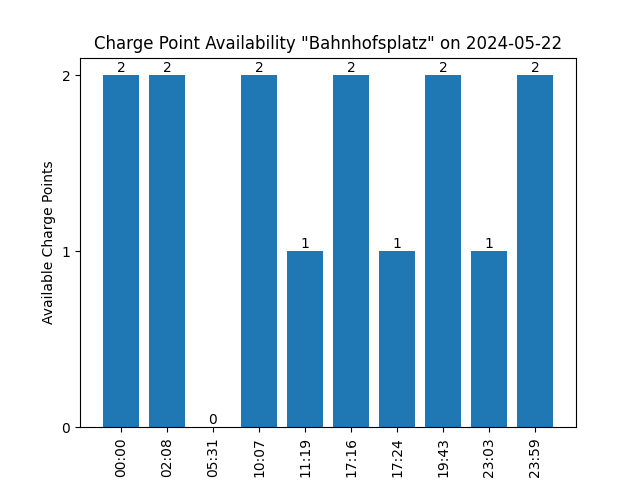 Charge Point Availability "Bahnhofsplatz" on 2024-05-22
2 2 0 2 1 2 1 2 1 2
Available Charge Points
2
1
0
00:00 02:08 05:31 10:07 11:19 17:16 17:24 19:43 23:03 23:59